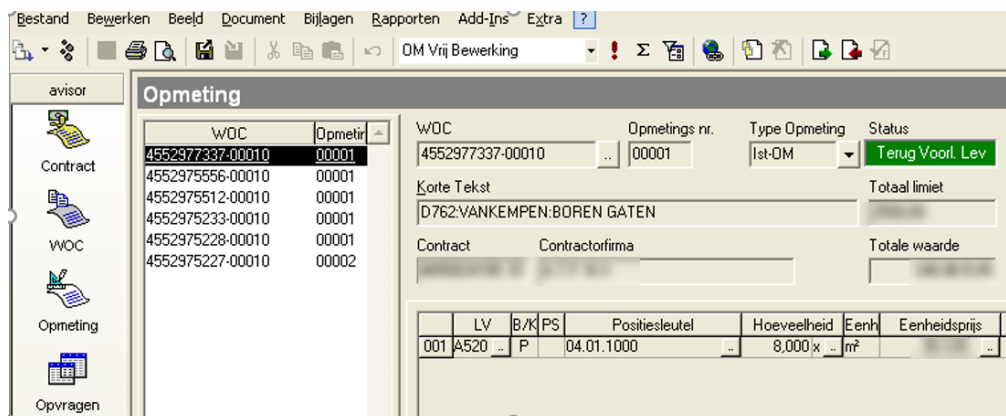 Bestand Bewerken Beeld Document Bijlagen Rapporten Add-Ins Extra ?
OM Vrij Bewerking
avisor
Contract
WOC
Opmeting
Opvragen
Opmeting
WOC Opmetir
4552977337-00010 00001
4552975556-00010 00001
4552975512-00010 00001
4552975233-00010 00001
4552975228-00010 00001
4552975227-00010 00002
WOC Opmetings nr. Type Opmeting Status
4552977337-00010 .. 00001 Ist-OM Terug Voorl. Lev
Korte Tekst Totaal limiet
D762:VANKEMPEN:BOREN GATEN
Contract Contractorfirma Totale waarde
LV B/K PS Positiesleutel Hoeveelheid Eenh Eenheidsprijs
001 A520 .. P 04.01.1000 .. 8,000 x .. m² ..